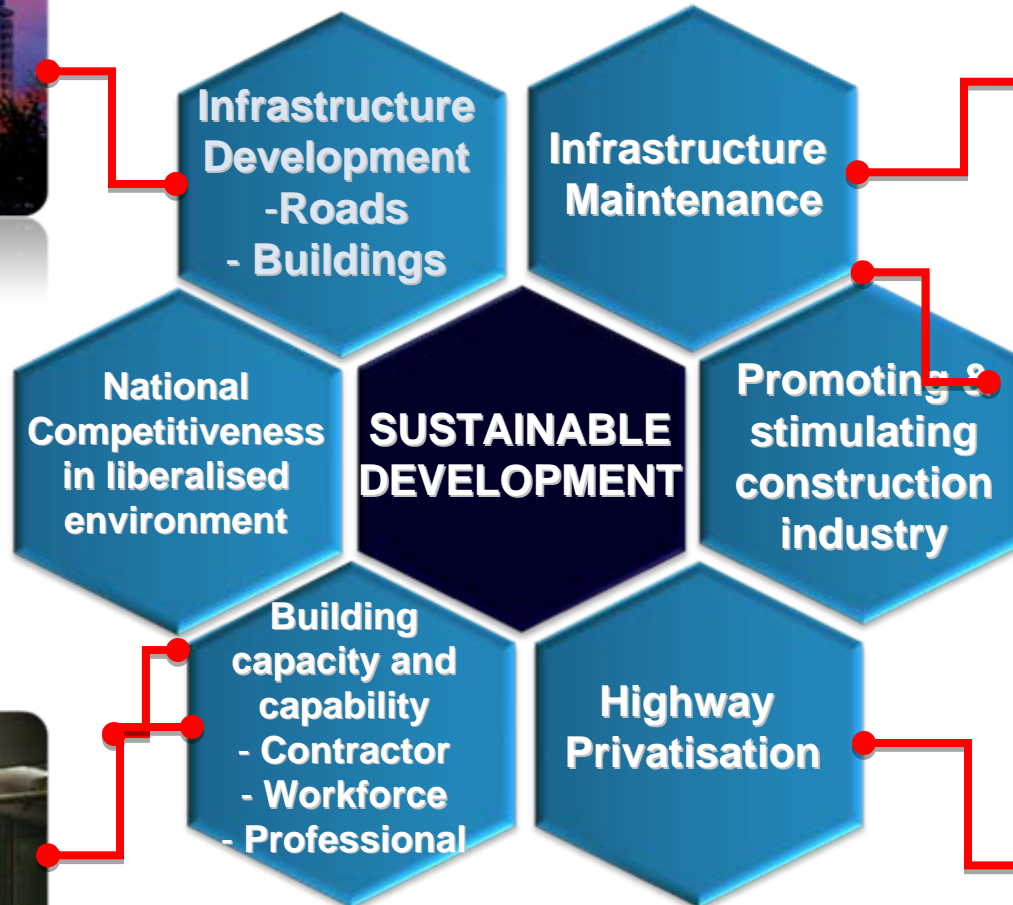 Infrastructure
Development
-Roads
- Buildings
Infrastructure
Maintenance
National
Competitiveness
in liberalised
environment
SUSTAINABLE
DEVELOPMENT
Promoting &
stimulating
construction
industry
Building
capacity and
capability
- Contractor
- Workforce
- Professional
Highway
Privatisation